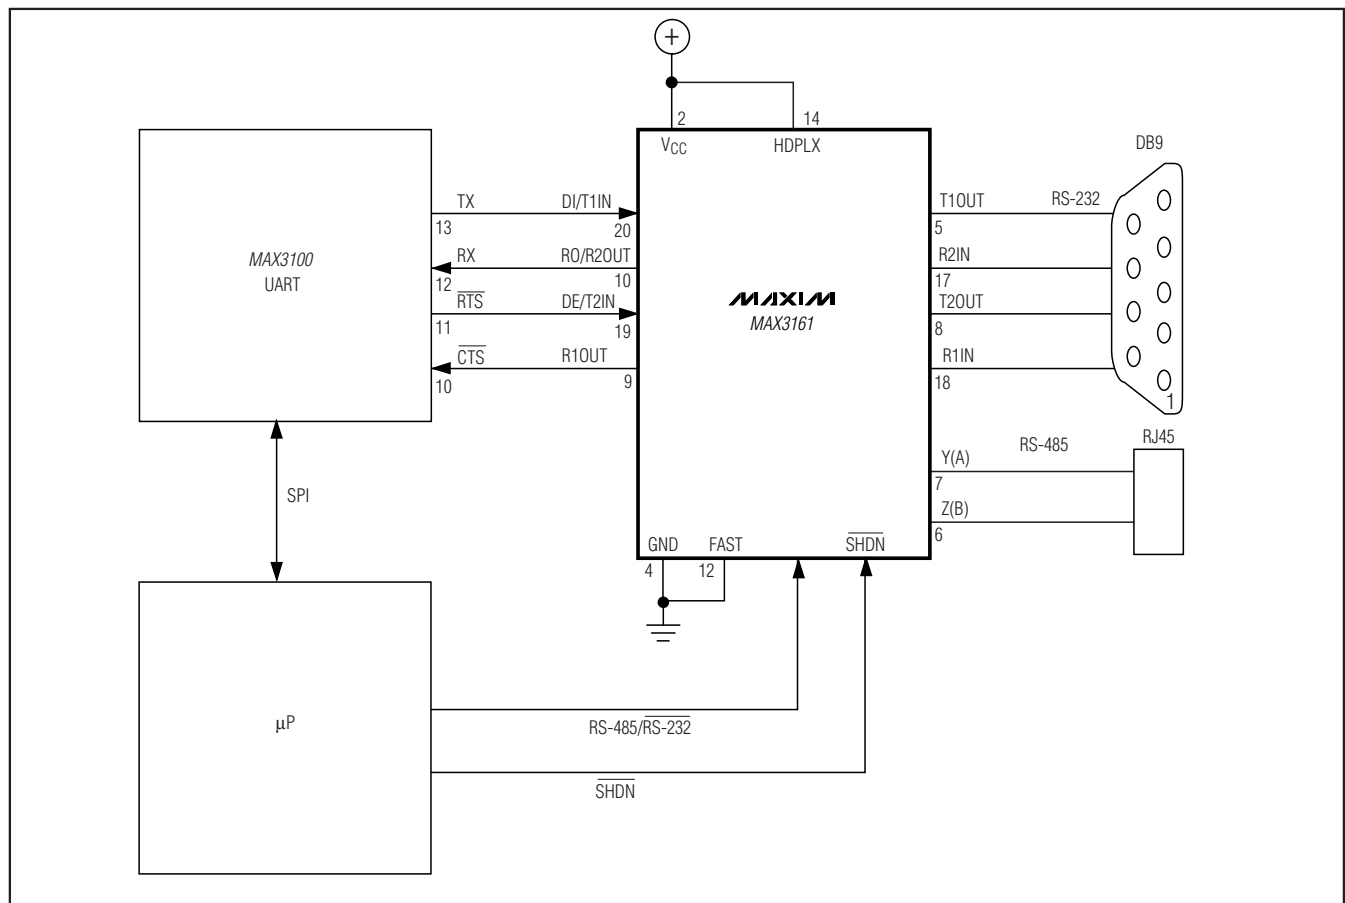 +
2 14
VCC HDPLX
DB9
TX DI/T1IN
13 20
RX RO/R2OUT
12 10
RTS DE/T2IN
11 19
CTS R1OUT
10 9
MAX3100
UART
MAXIM
MAX3161
T1OUT RS-232
5
R2IN
17
T2OUT
8
R1IN
18
1
RJ45
RS-485
Y(A)
7
Z(B)
6
SPI
GND FAST SHDN
4 12
μP
RS-485/RS-232
SHDN